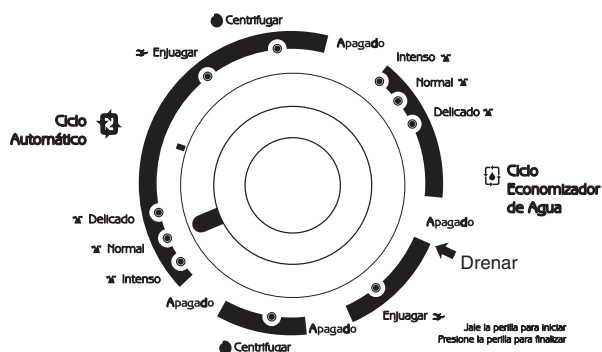 Centrifugar
Apagado
Enjuagar
Intenso
Normal
Delicado
Ciclo
Automático
Ciclo
Economizador
de Agua
Delicado
Normal
Intenso
Apagado
Drenar
Apagado
Enjuagar
Apagado
Centrifugar
Jale la perilla para iniciar
Presione la perilla para finalizar